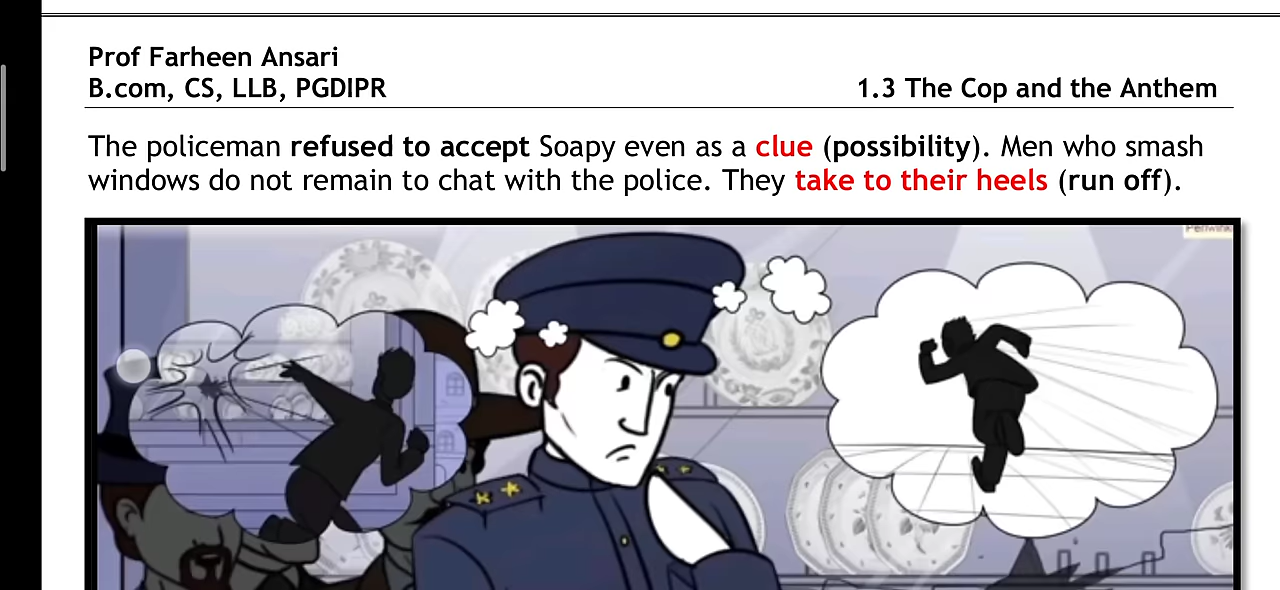 Prof Farheen Ansari
B.com, CS, LLB, PGDIPR 1.3 The Cop and the Anthem
The policeman refused to accept Soapy even as a clue (possibility). Men who smash
windows do not remain to chat with the police. They take to their heels (run off).